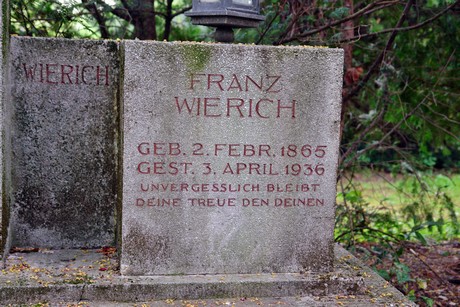 WIERICH
FRANZ
WIERICH
GEB. 2. FEBR. 1865
GEST. 3. APRIL 1936
UNVERGESSLICH BLEIBT
DEINE TREUE DEN DEINEN